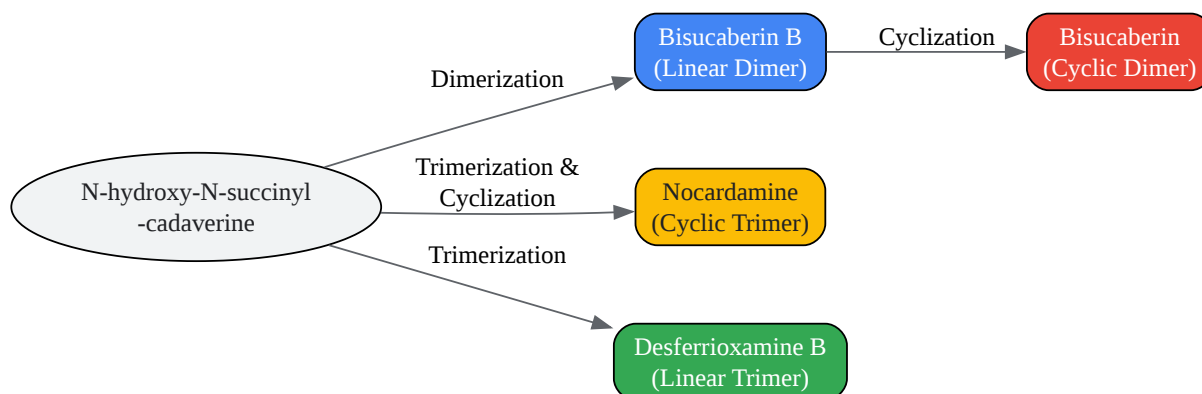 Bisucaberin B
(Linear Dimer)
Cyclization
Bisucaberin
(Cyclic Dimer)
Dimerization
N-hydroxy-N-succinyl
-cadaverine
Trimerization &
Cyclization
Nocardamine
(Cyclic Trimer)
Trimerization
Desferrioxamine B
(Linear Trimer)